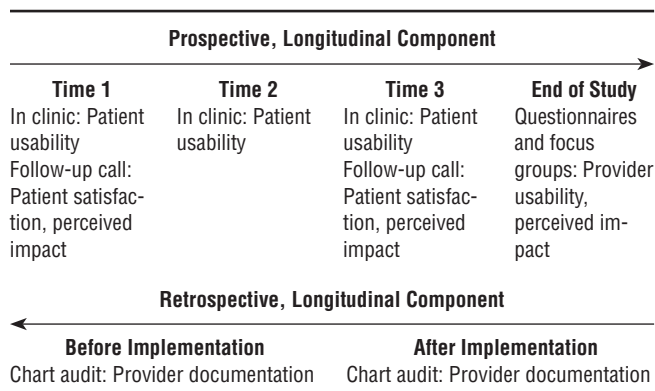 Prospective, Longitudinal Component
Time 1
In clinic: Patient
usability
Follow-up call:
Patient satisfac-
tion, perceived
impact
Time 2
In clinic: Patient
usability
Time 3
In clinic: Patient
usability
Follow-up call:
Patient satisfac-
tion, perceived
impact
End of Study
Questionnaires
and focus
groups: Provider
usability,
perceived im-
pact
Retrospective, Longitudinal Component
Before Implementation
Chart audit: Provider documentation
After Implementation
Chart audit: Provider documentation